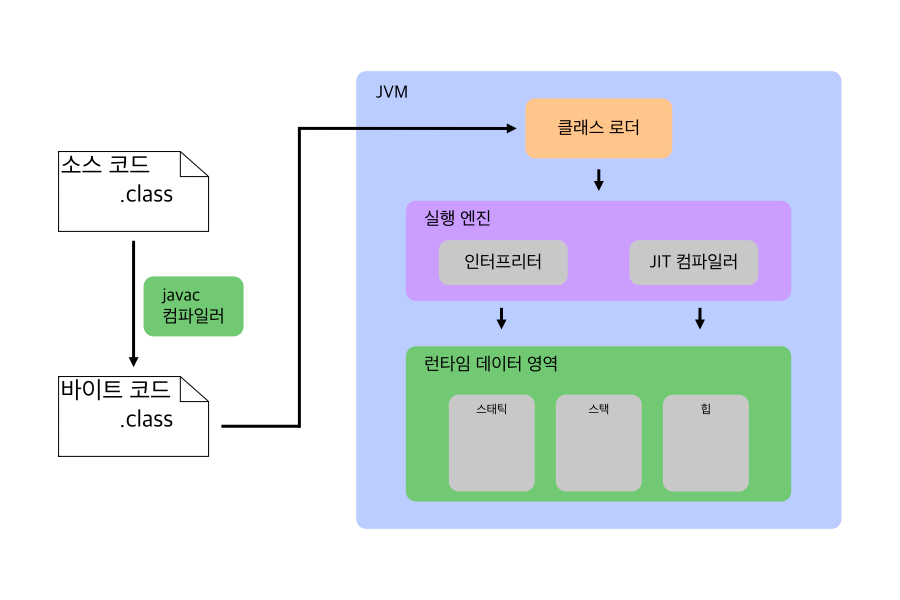 JVM
클래스 로더
소스 코드
.class
실행 엔진
인터프리터
JIT 컴파일러
javac
컴파일러
런타임 데이터 영역
바이트 코드
.class
스태틱
스택
힙